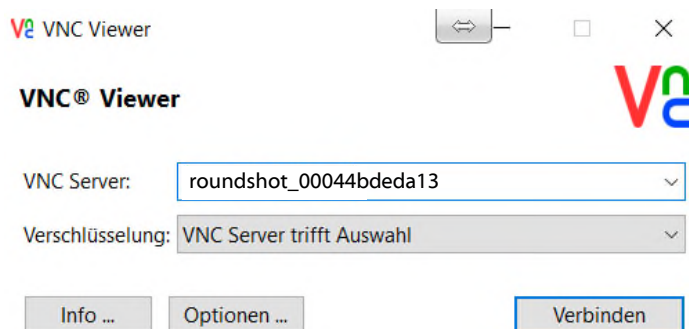 VNC Viewer
VNC® Viewer
VNC Server: roundshot_00044bdeda13
Verschlüsselung: VNC Server trifft Auswahl
Info ... Optionen ... Verbinden